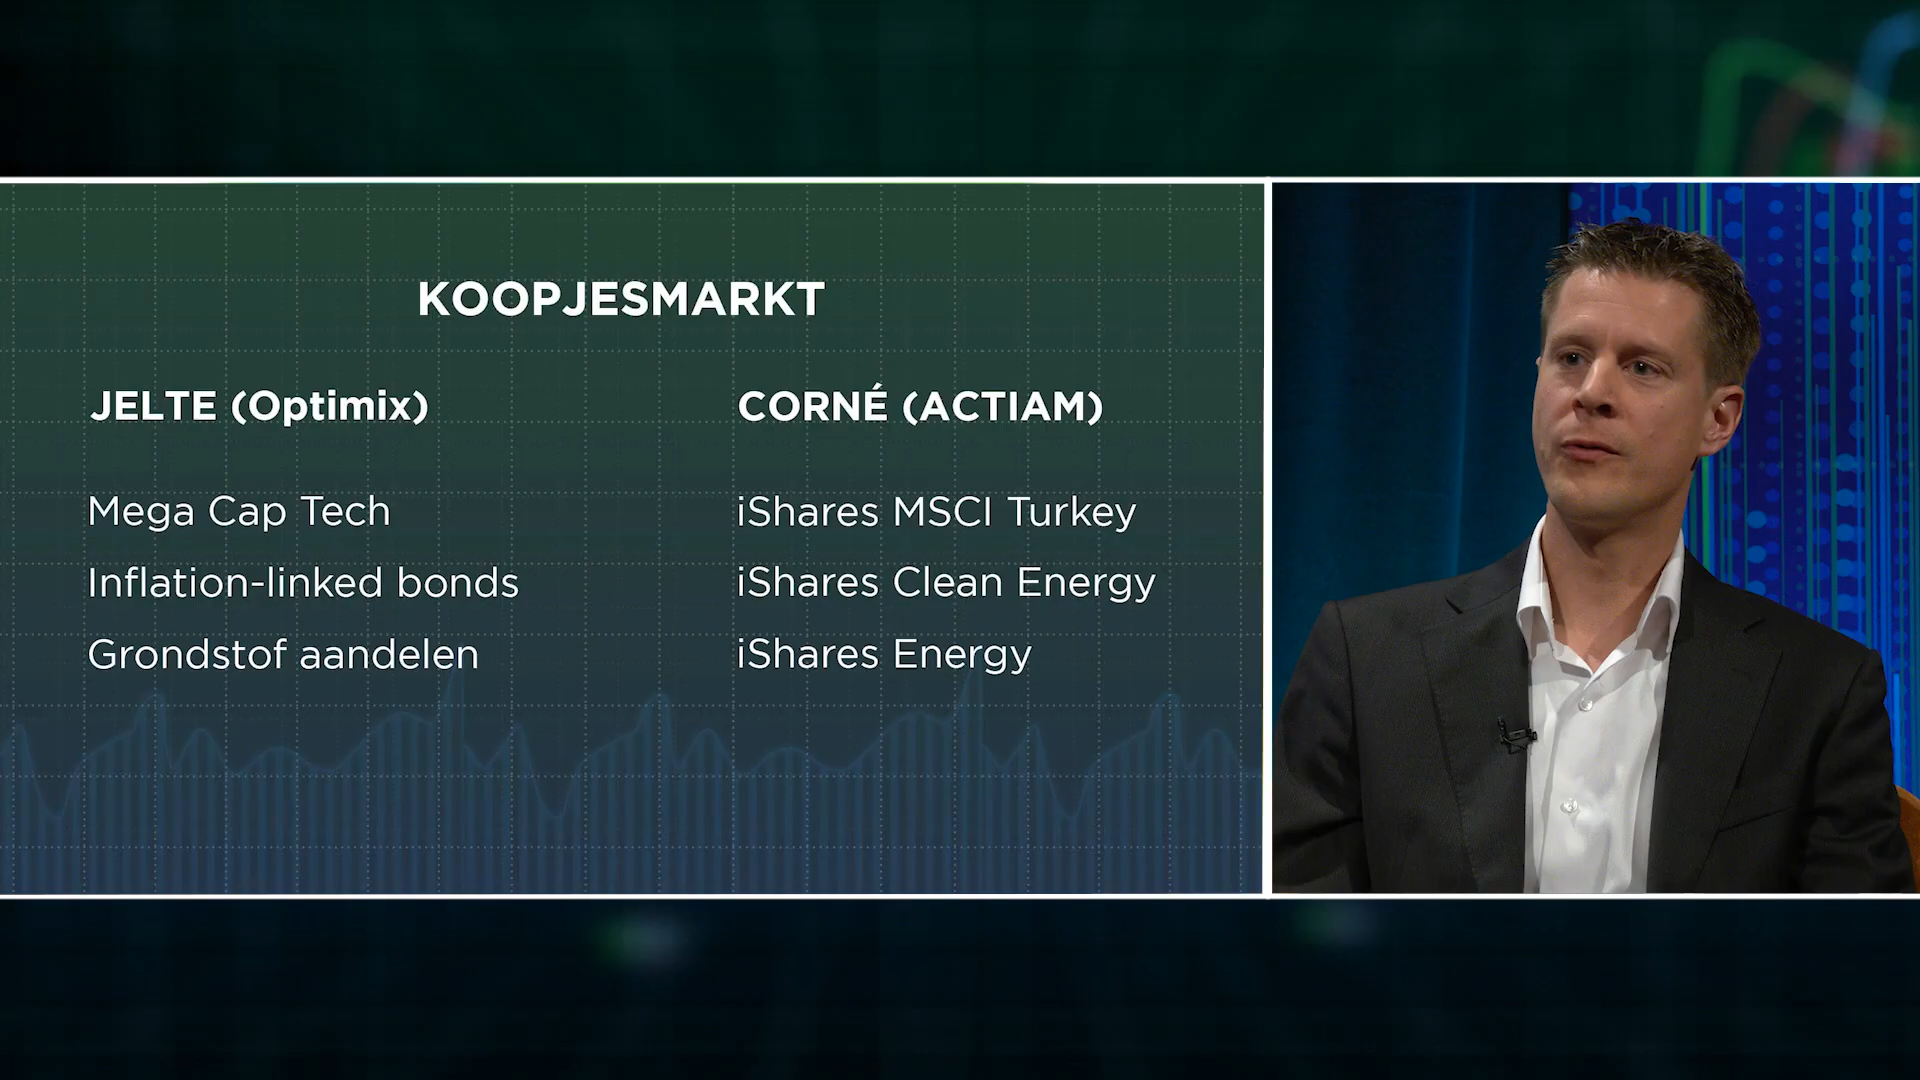 KOOPJESMARKT
JELTE (Optimix)
Mega Cap Tech
Inflation-linked bonds
Grondstof aandelen
CORNÉ (ACTIAM)
iShares MSCI Turkey
iShares Clean Energy
iShares Energy